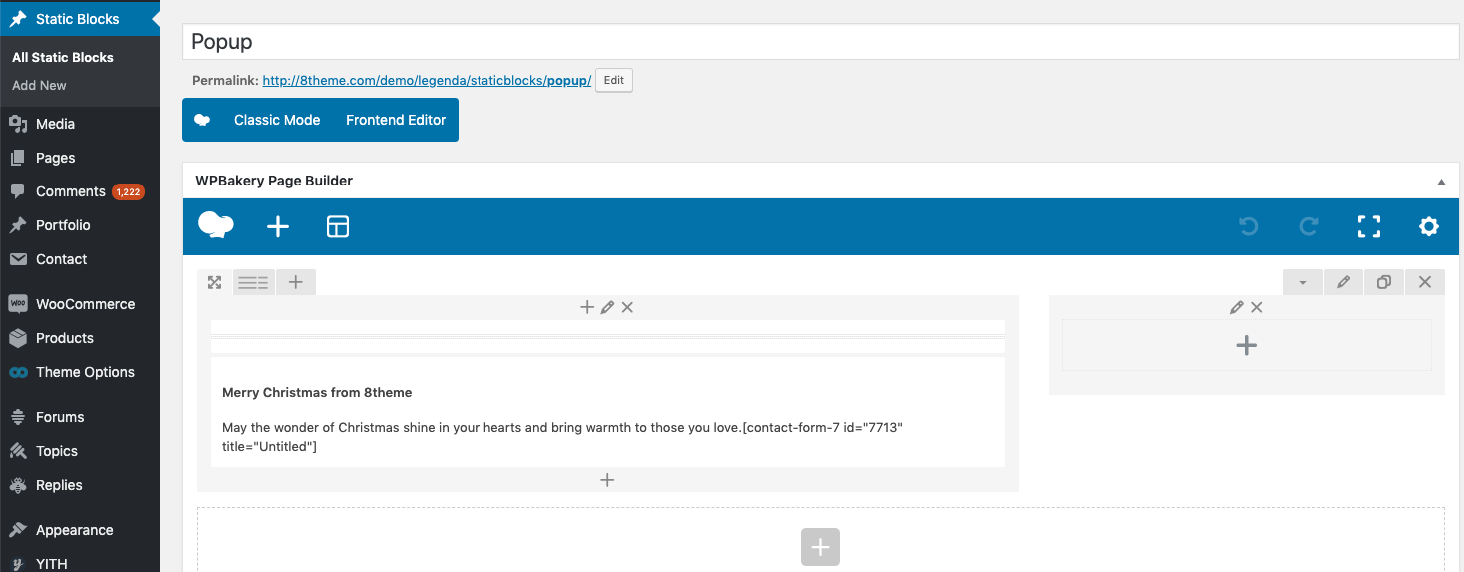 Static Blocks
All Static Blocks
Add New
Media
Pages
Comments 1,222
Portfolio
Contact
WooCommerce
Products
Theme Options
Forums
Topics
Replies
Appearance
YITH
Popup
Permalink: http://8theme.com/demo/legenda/staticblocks/popup/ Edit
Classic Mode Frontend Editor
WPBakery Page Builder
Merry Christmas from 8theme
May the wonder of Christmas shine in your hearts and bring warmth to those you love.[contact-form-7 id="7713"
title="Untitled"]